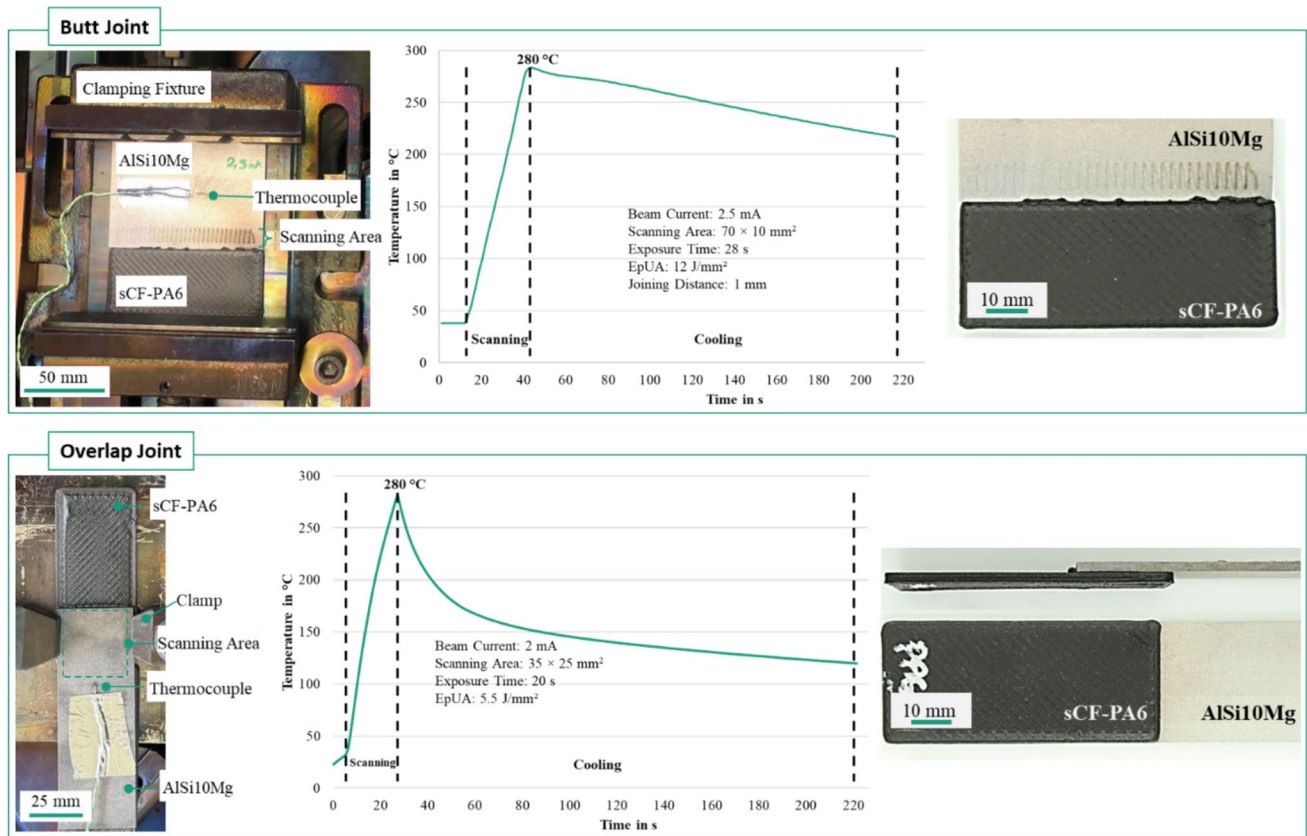 Butt Joint
Clamping Fixture
AlSi10Mg
2,5 mA
Thermocouple
Scanning Area
sCF-PA6
50 mm
300
250
200
150
100
50
0
Temperature in °C
280 °C
Beam Current: 2.5 mA
Scanning Area: 70 × 10 mm²
Exposure Time: 28 s
EpUA: 12 J/mm²
Joining Distance: 1 mm
Scanning
Cooling
0 20 40 60 80 100 120 140 160 180 200 220
Time in s
AlSi10Mg
10 mm
sCF-PA6
Overlap Joint
sCF-PA6
Clamp
Scanning Area
Thermocouple
AlSi10Mg
25 mm
300
250
200
150
100
50
0
Temperature in °C
280 °C
Beam Current: 2 mA
Scanning Area: 35 × 25 mm²
Exposure Time: 20 s
EpUA: 5.5 J/mm²
Scanning
Cooling
0 20 40 60 80 100 120 140 160 180 200 220
Time in s
10 mm
sCF-PA6
AlSi10Mg